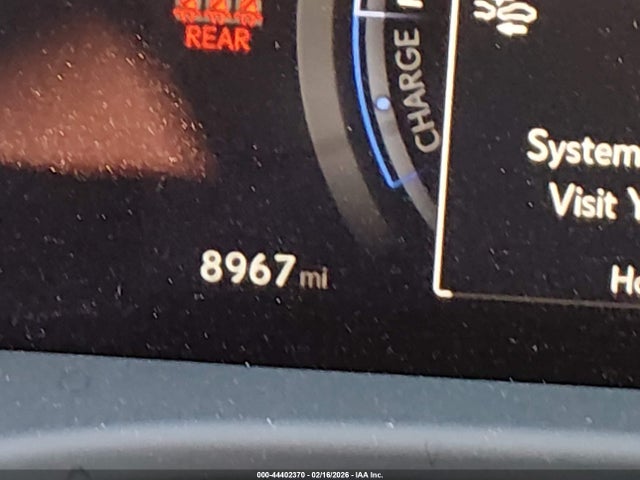 REAR
CHARGE
System
Visit
8967 mi
000-44402370 - 02/16/2026 - IAA Inc.